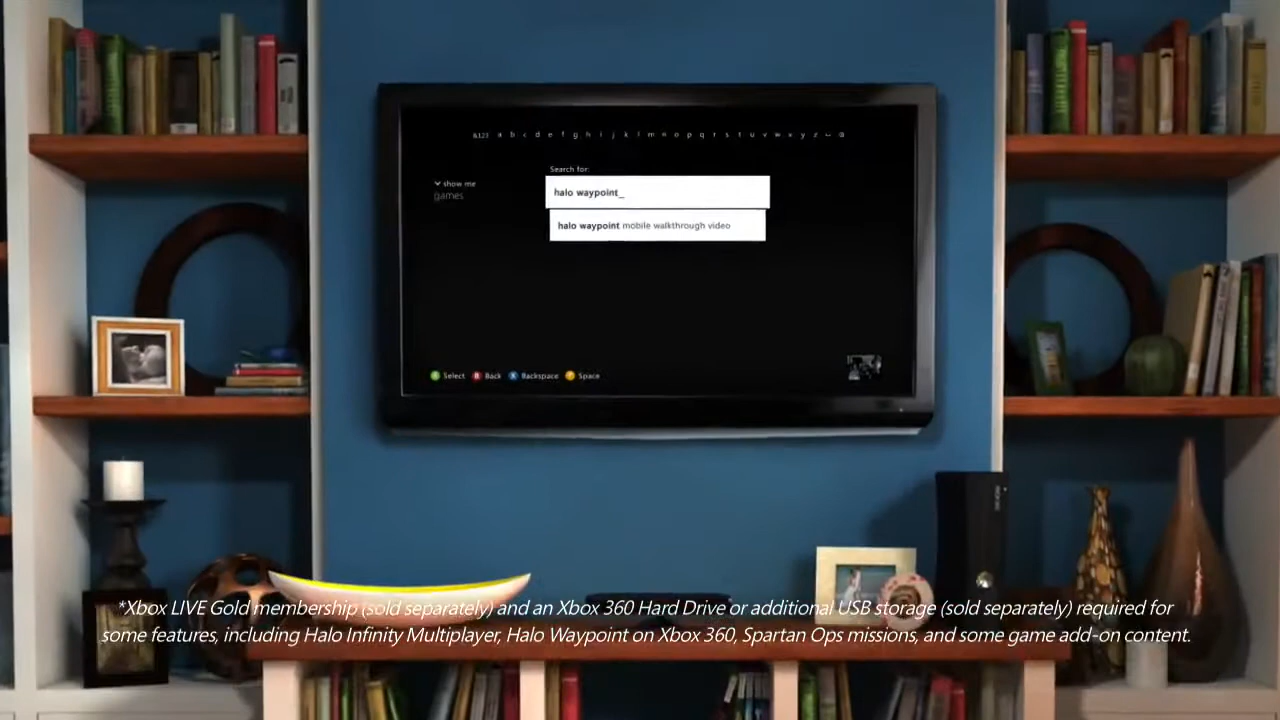 &123 a b c d e f g h i j k l m n o p q r s t u v w x y z
Search for:
show me
games
halo waypoint_
halo waypoint mobile walkthrough video
Select Back Backspace Space
*Xbox LIVE Gold membership (sold separately) and an Xbox 360 Hard Drive or additional USB storage (sold separately) required for
some features, including Halo Infinity Multiplayer, Halo Waypoint on Xbox 360, Spartan Ops missions, and some game add-on content.